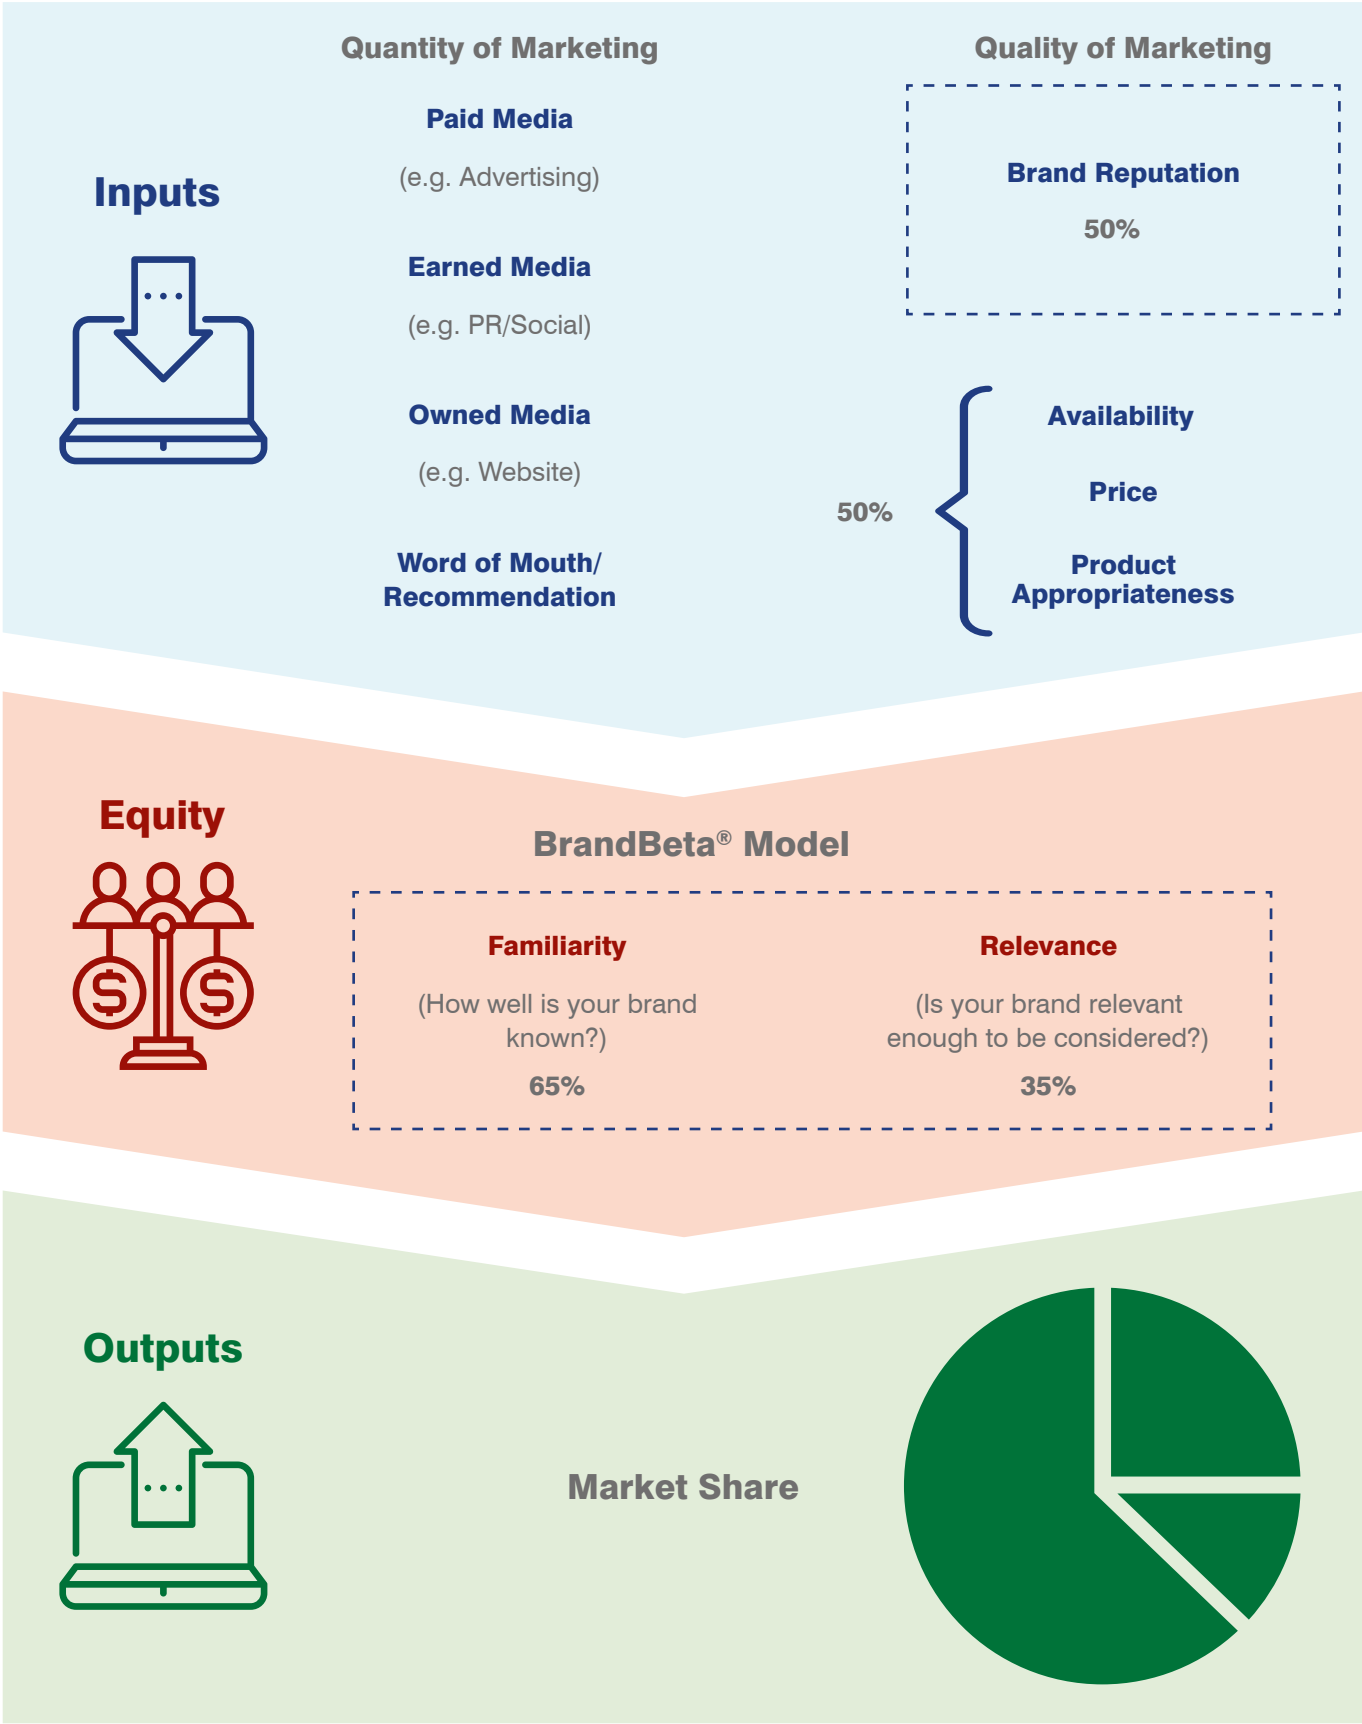 Quantity of Marketing
Quality of Marketing
Inputs
Paid Media
(e.g. Advertising)
Earned Media
(e.g. PR/Social)
Owned Media
(e.g. Website)
Word of Mouth/
Recommendation
Brand Reputation
50%
50%
Availability
Price
Product
Appropriateness
Equity
BrandBeta® Model
Familiarity
(How well is your brand
known?)
65%
Relevance
(Is your brand relevant
enough to be considered?)
35%
Outputs
Market Share